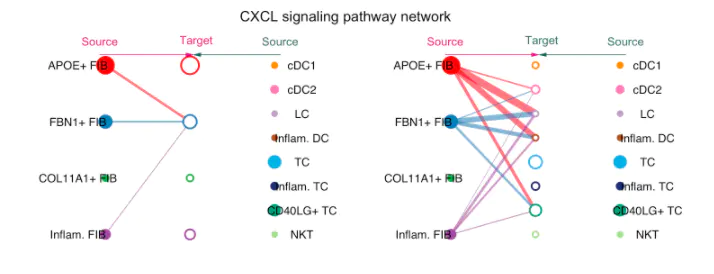 CXCL signaling pathway network
Source Target Source Source Target Source
APOE+ FIB cDC1 APOE+ FIB cDC1
cDC2 cDC2
FBN1+ FIB LC FBN1+ FIB LC
Inflam. DC Inflam. DC
TC TC
COL11A1+ FIB Inflam. TC COL11A1+ FIB Inflam. TC
CD40LG+ TC CD40LG+ TC
Inflam. FIB NKT Inflam. FIB NKT